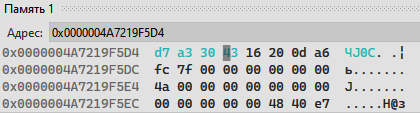 Память 1
Адрес: 0x0000004A7219F5D4
0x0000004A7219F5D4 d7 a3 30 43 16 20 0d a6 ЧЈ0C. .¦
0x0000004A7219F5DC fc 7f 00 00 00 00 00 00 ь.......
0x0000004A7219F5E4 4a 00 00 00 00 00 00 00 J.......
0x0000004A7219F5EC 00 00 00 00 00 48 40 e7 .....H@з